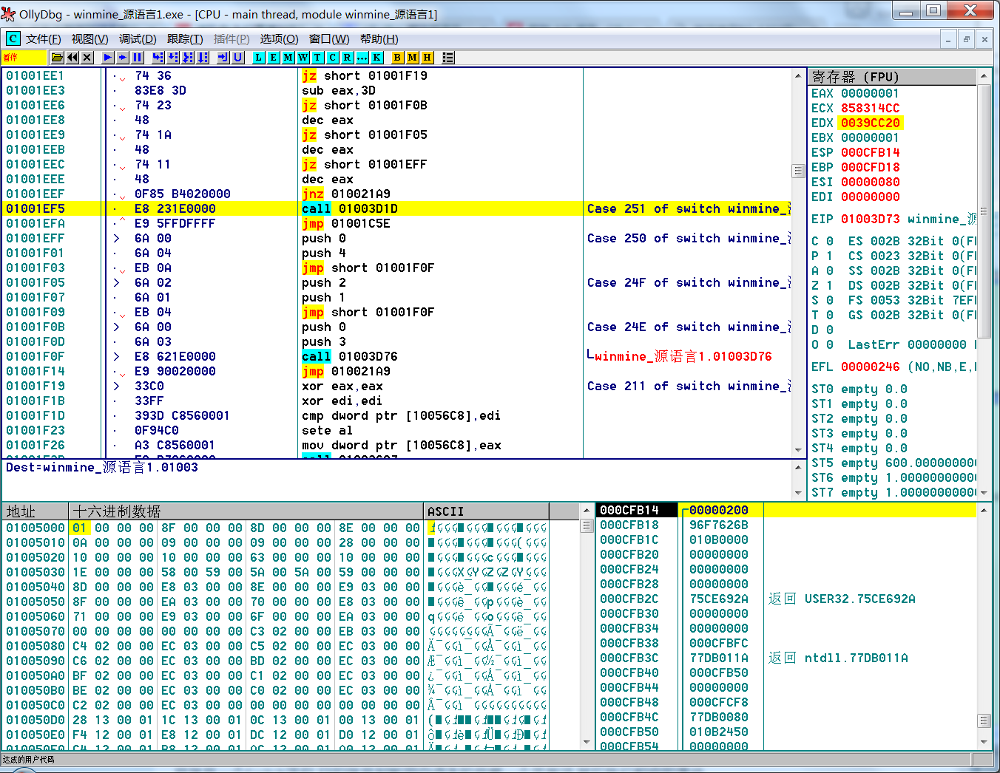 OllyDbg - winmine_源语言1.exe - [CPU - main thread, module winmine_源语言1]
C 文件(F) 视图(V) 调试(D) 跟踪(T) 插件(P) 选项(O) 窗口(W) 帮助(H)
暂停 L E M W T C R ... K B M H
01001EE1 74 36 jz short 01001F19
01001EE3 83E8 3D sub eax,3D
01001EE6 74 23 jz short 01001F0B
01001EE8 48 dec eax
01001EE9 74 1A jz short 01001F05
01001EEB 48 dec eax
01001EEC 74 11 jz short 01001EFF
01001EEE 48 dec eax
01001EEF 0F85 B4020000 jnz 010021A9
01001EF5 E8 231E0000 call 01003D1D Case 251 of switch winmine_
01001EFA E9 5FFDFFFF jmp 01001C5E
01001EFF > 6A 00 push 0 Case 250 of switch winmine_
01001F01 6A 04 push 4
01001F03 EB 0A jmp short 01001F0F
01001F05 > 6A 02 push 2 Case 24F of switch winmine_
01001F07 6A 01 push 1
01001F09 EB 04 jmp short 01001F0F
01001F0B > 6A 00 push 0 Case 24E of switch winmine_
01001F0D 6A 03 push 3
01001F0F > E8 621E0000 call 01003D76 winmine_源语言1.01003D76
01001F14 E9 90020000 jmp 010021A9
01001F19 > 33C0 xor eax,eax Case 211 of switch winmine_
01001F1B 33FF xor edi,edi
01001F1D 393D C8560001 cmp dword ptr [10056C8],edi
01001F23 0F94C0 sete al
01001F26 A3 C8560001 mov dword ptr [10056C8],eax
Dest=winmine_源语言1.01003
寄存器 (FPU)
EAX 00000001
ECX 858314CC
EDX 0039CC20
EBX 00000001
ESP 000CFB14
EBP 000CFD18
ESI 00000080
EDI 00000000
EIP 01003D73 winmine_源
C 0 ES 002B 32Bit 0(F
P 1 CS 0023 32Bit 0(F
A 0 SS 002B 32Bit 0(F
Z 1 DS 002B 32Bit 0(F
S 0 FS 0053 32Bit 7EF
T 0 GS 002B 32Bit 0(F
D 0
O 0 LastErr 00000000
EFL 00000246 (NO,NB,E,
ST0 empty 0.0
ST1 empty 0.0
ST2 empty 0.0
ST3 empty 0.0
ST4 empty 0.0
ST5 empty 600.000000000
ST6 empty 1.00000000000
ST7 empty 1.00000000000
地址 十六进制数据 ASCII
01005000 01 00 00 00 8F 00 00 00 8D 00 00 00 8E 00 00 00
01005010 0A 00 00 00 09 00 00 00 09 00 00 00 28 00 00 00
01005020 10 00 00 00 10 00 00 00 63 00 00 00 10 00 00 00
01005030 1E 00 00 00 58 00 59 00 5A 00 5A 00 59 00 00 00
01005040 8D 00 00 00 E8 03 00 00 8E 00 00 00 E9 03 00 00
01005050 8F 00 00 00 EA 03 00 00 70 00 00 00 E8 03 00 00
01005060 71 00 00 00 E9 03 00 00 6F 00 00 00 EA 03 00 00
01005070 00 00 00 00 00 00 00 00 C3 02 00 00 EB 03 00 00
01005080 C4 02 00 00 EC 03 00 00 C5 02 00 00 EC 03 00 00
01005090 C6 02 00 00 EC 03 00 00 BD 02 00 00 EC 03 00 00
010050A0 BF 02 00 00 EC 03 00 00 C1 02 00 00 EC 03 00 00
010050B0 BE 02 00 00 EC 03 00 00 C0 02 00 00 EC 03 00 00
010050C0 C2 02 00 00 EC 03 00 00 00 00 00 00 00 00 00 00
010050D0 28 13 00 01 1C 13 00 01 0C 13 00 01 00 13 00 01
010050E0 F4 12 00 01 E8 12 00 01 DC 12 00 01 D0 12 00 01
010050F0 C4 12 00 01 B8 12 00 01 AC 12 00 01 A0 12 00 01
000CFB14 00000200
000CFB18 96F7626B
000CFB1C 010B0000
000CFB20 00000000
000CFB24 00000000
000CFB28 00000000
000CFB2C 75CE692A 返回 USER32.75CE692A
000CFB30 00000000
000CFB34 00000000
000CFB38 000CFBFC
000CFB3C 77DB011A 返回 ntdll.77DB011A
000CFB40 000CFB50
000CFB44 00000000
000CFB48 000CFCF8
000CFB4C 77DB0080
000CFB50 010B2450
000CFB54 00000000
达成的用户代码